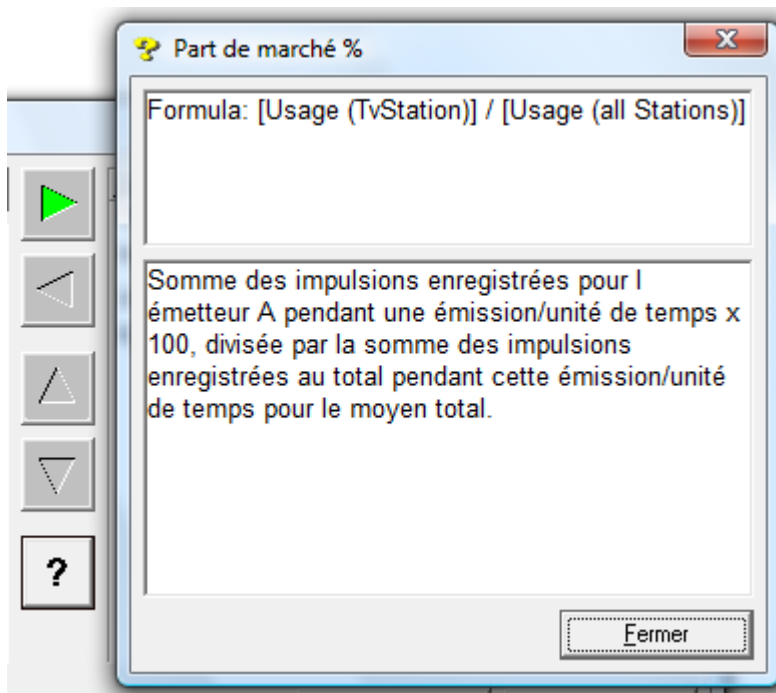 Part de marché %
Formula: [Usage (TvStation)] / [Usage (all Stations)]
Somme des impulsions enregistrées pour l
émetteur A pendant une émission/unité de temps x
100, divisée par la somme des impulsions
enregistrées au total pendant cette émission/unité
de temps pour le moyen total.
?
Fermer